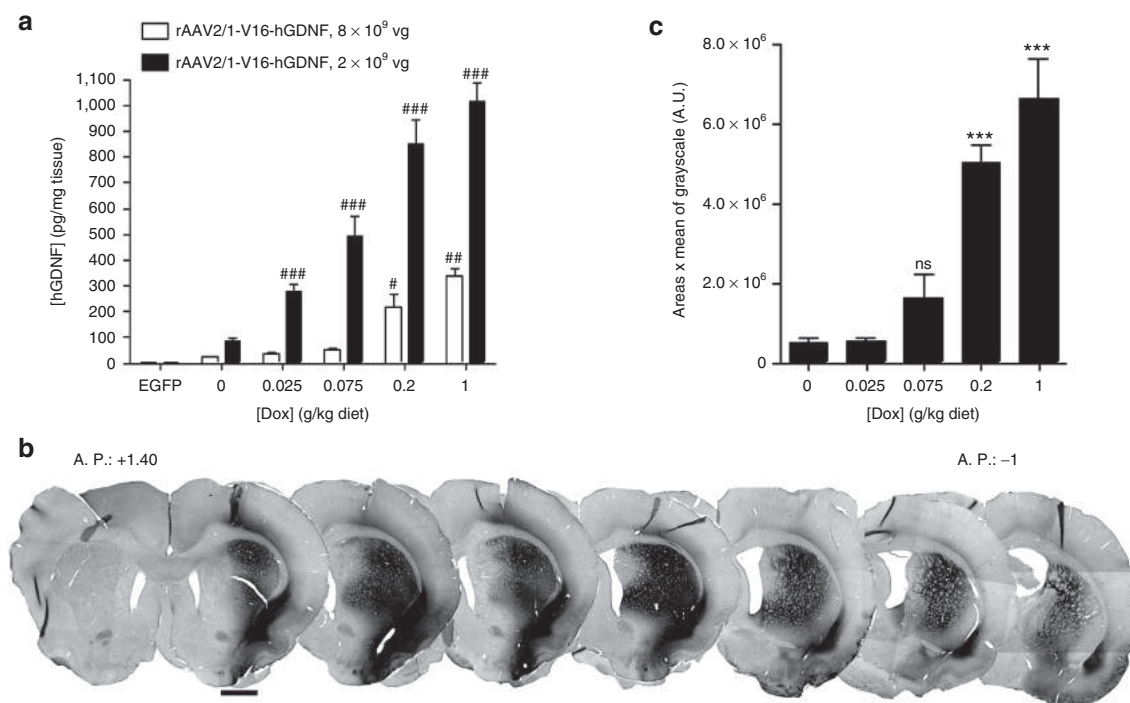 a
rAAV2/1-V16-hGDNF, 8 × 10⁹ vg
rAAV2/1-V16-hGDNF, 2 × 10⁹ vg
[hGDNF] (pg/mg tissue)
1,100
1,000
900
800
700
600
500
400
300
200
100
0
###
###
###
#
###
##
EGFP 0 0.025 0.075 0.2 1
[Dox] (g/kg diet)
c
Areas x mean of grayscale (A.U.)
8.0 × 10⁶
6.0 × 10⁶
4.0 × 10⁶
2.0 × 10⁶
0
ns
***
***
0 0.025 0.075 0.2 1
[Dox] (g/kg diet)
b
A. P.: +1.40
A. P.: –1